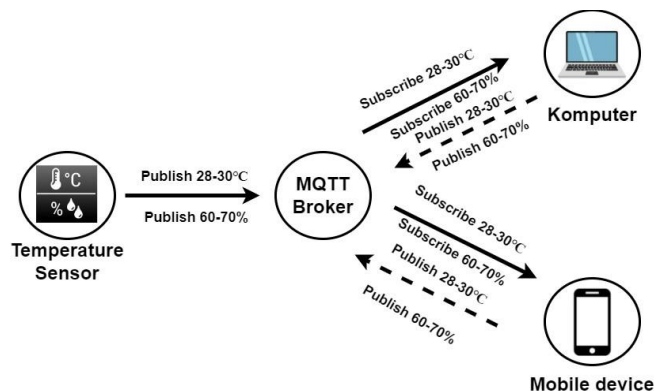 Subscribe 28-30℃
Subscribe 60-70%
Publish 28-30℃
Publish 60-70%
Komputer
°C
%
Publish 28-30℃
Publish 60-70%
MQTT
Broker
Temperature
Sensor
Subscribe 28-30℃
Subscribe 60-70%
Publish 28-30℃
Publish 60-70%
Mobile device